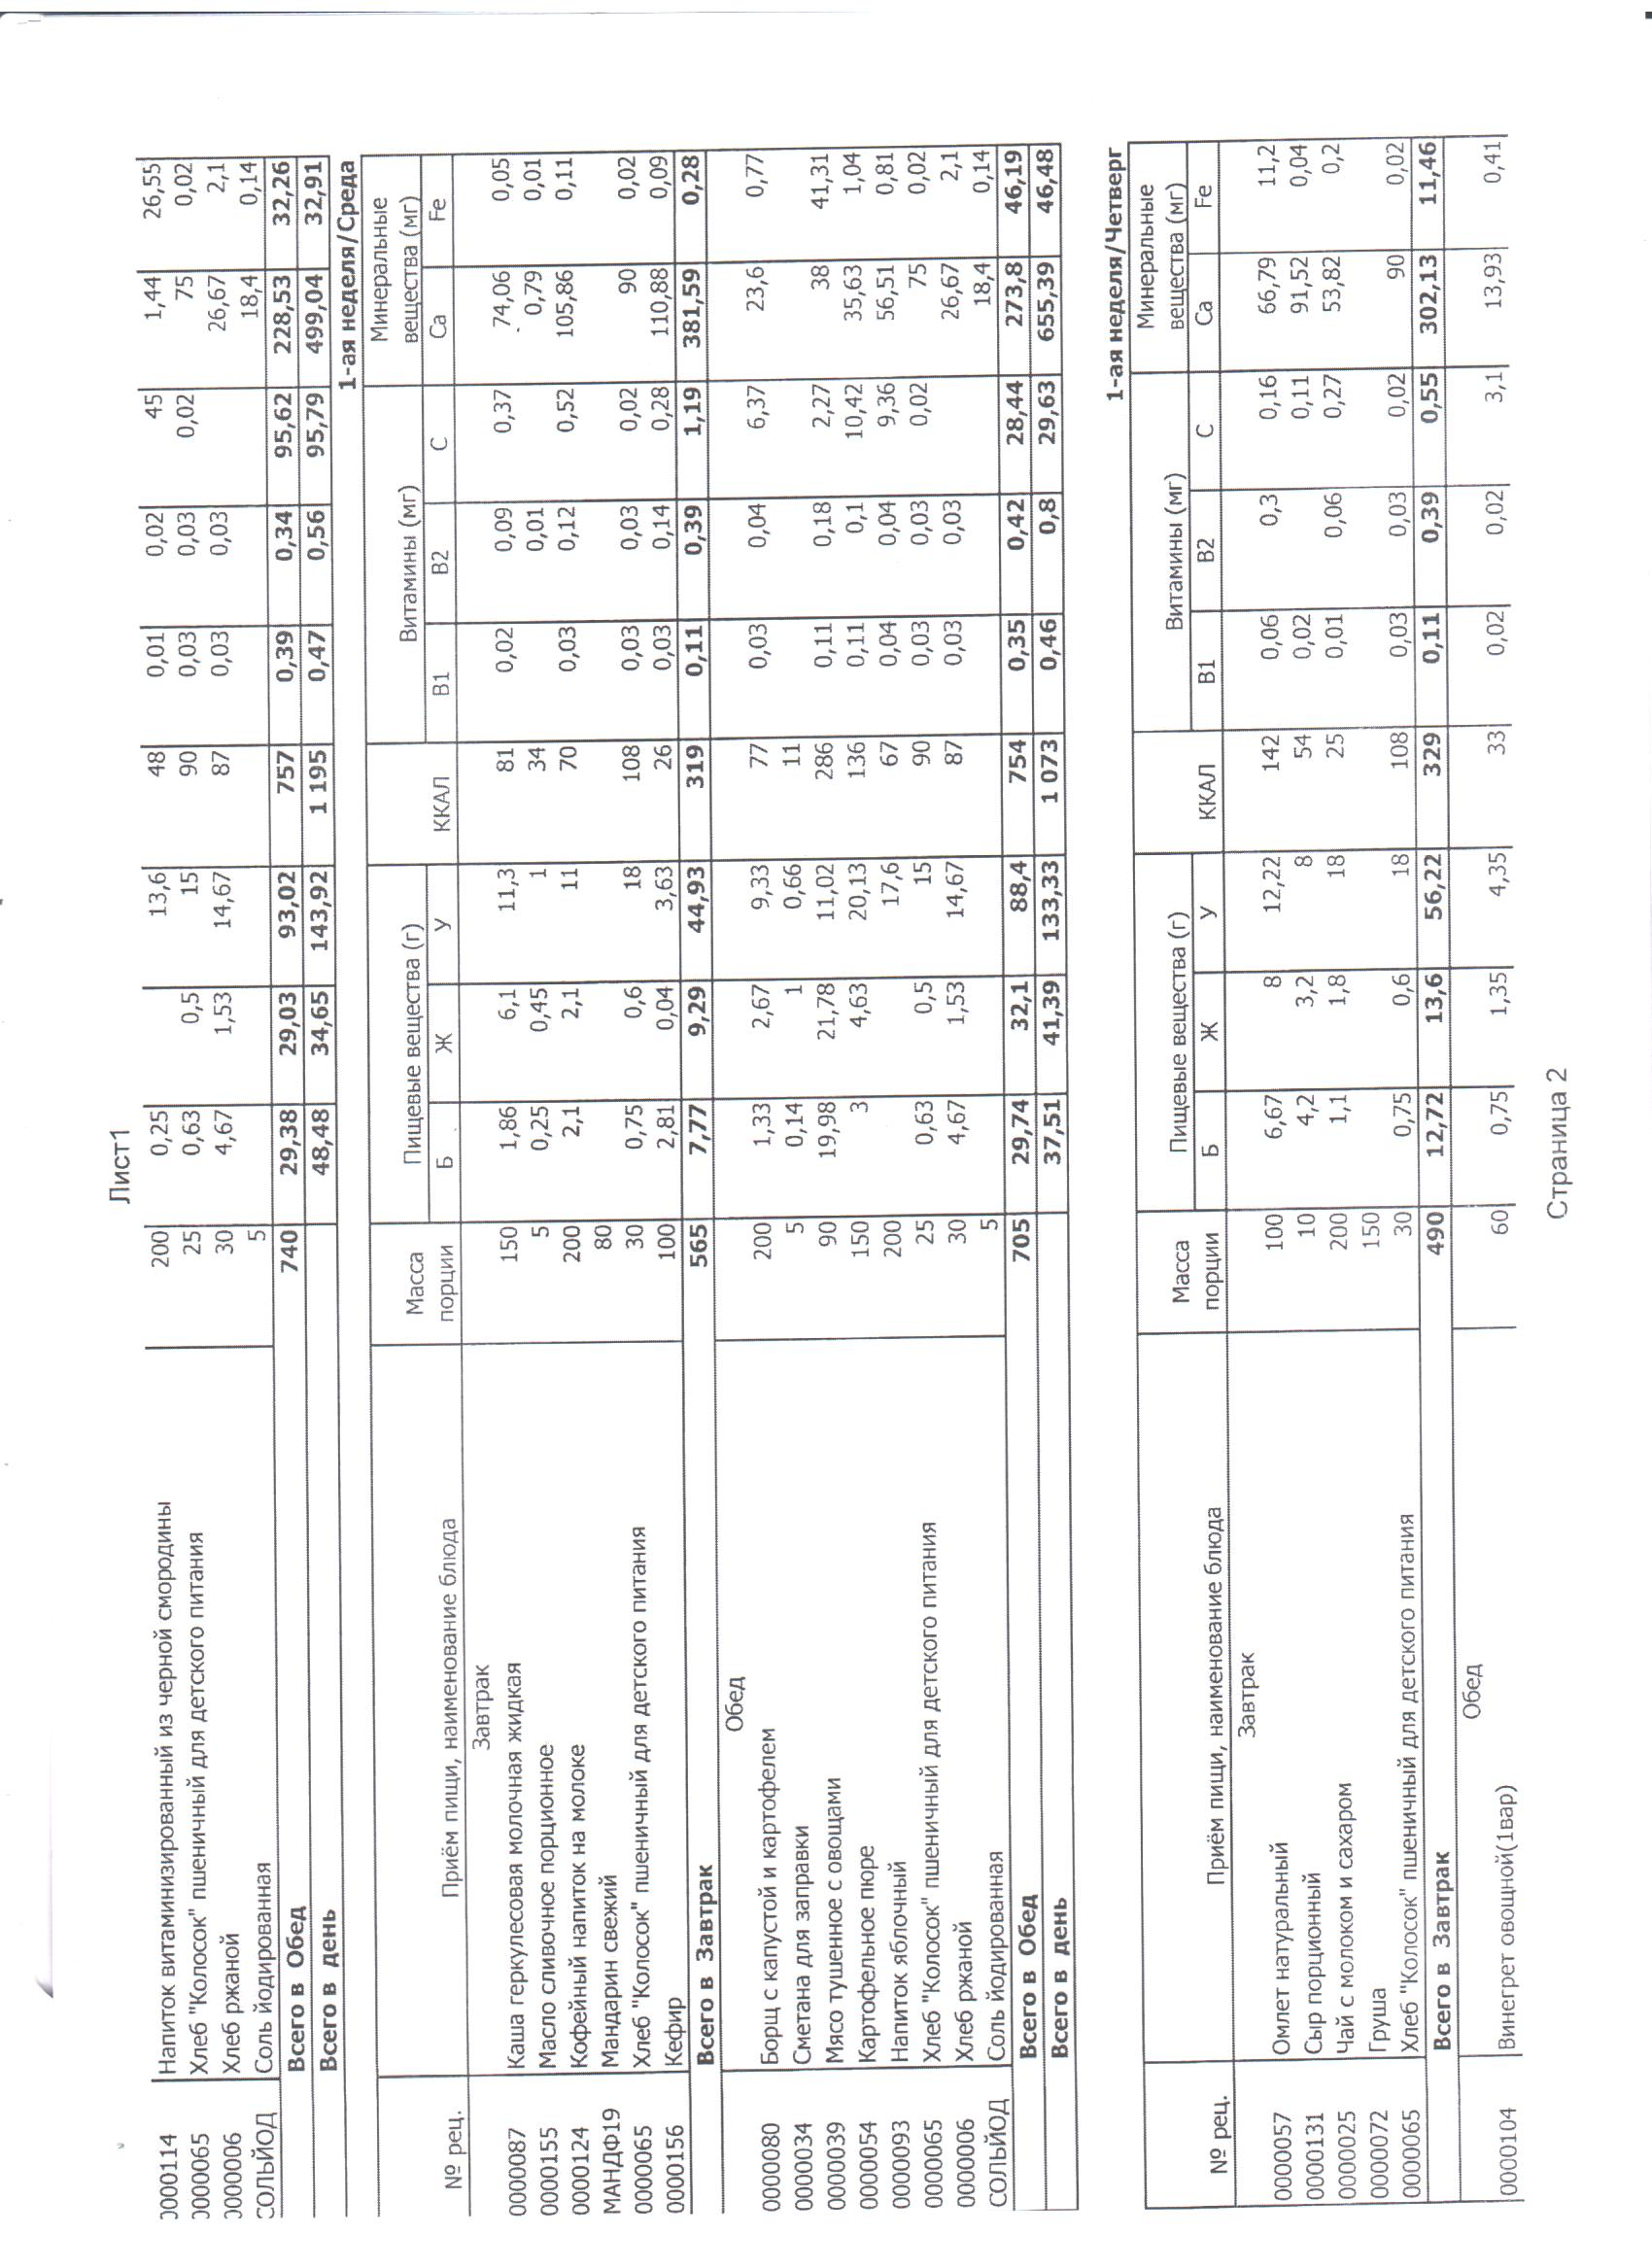 Лист1
0000114 Напиток витаминизированный из черной смородины 200 0,25 13,6 48 0,01 0,02 45 1,44 26,55
0000065 Хлеб "Колосок" пшеничный для детского питания 25 0,63 0,5 15 90 0,03 0,03 0,02 75 0,02
0000006 Хлеб ржаной 30 4,67 1,53 14,67 87 0,03 0,03 26,67 2,1
СОЛЬЙОД Соль йодированная 5 18,4 0,14
Всего в Обед 740 29,38 29,03 93,02 757 0,39 0,34 95,62 228,53 32,26
Всего в день 48,48 34,65 143,92 1 195 0,47 0,56 95,79 499,04 32,91
1-ая неделя/Среда
№ рец. Приём пищи, наименование блюда Масса порции Пищевые вещества (г) ККАЛ Витамины (мг) Минеральные вещества (мг)
Б Ж У В1 В2 С Са Fe
Завтрак
0000087 Каша геркулесовая молочная жидкая 150 1,86 6,1 11,3 81 0,02 0,09 0,37 74,06 0,05
0000155 Масло сливочное порционное 5 0,25 0,45 1 34 0,01 0,79 0,01
0000124 Кофейный напиток на молоке 200 2,1 2,1 11 70 0,03 0,12 0,52 105,86 0,11
МАНДФ19 Мандарин свежий 80
0000065 Хлеб "Колосок" пшеничный для детского питания 30 0,75 0,6 18 108 0,03 0,03 0,02 90 0,02
0000156 Кефир 100 2,81 0,04 3,63 26 0,03 0,14 0,28 110,88 0,09
Всего в Завтрак 565 7,77 9,29 44,93 319 0,11 0,39 1,19 381,59 0,28
Обед
0000080 Борщ с капустой и картофелем 200 1,33 2,67 9,33 77 0,03 0,04 6,37 23,6 0,77
0000034 Сметана для заправки 5 0,14 1 0,66 11
0000039 Мясо тушенное с овощами 90 19,98 21,78 11,02 286 0,11 0,18 2,27 38 41,31
0000054 Картофельное пюре 150 3 4,63 20,13 136 0,11 0,1 10,42 35,63 1,04
0000093 Напиток яблочный 200 17,6 67 0,04 0,04 9,36 56,51 0,81
0000065 Хлеб "Колосок" пшеничный для детского питания 25 0,63 0,5 15 90 0,03 0,03 0,02 75 0,02
0000006 Хлеб ржаной 30 4,67 1,53 14,67 87 0,03 0,03 26,67 2,1
СОЛЬЙОД Соль йодированная 5 18,4 0,14
Всего в Обед 705 29,74 32,1 88,4 754 0,35 0,42 28,44 273,8 46,19
Всего в день 37,51 41,39 133,33 1 073 0,46 0,8 29,63 655,39 46,48
1-ая неделя/Четверг
№ рец. Приём пищи, наименование блюда Масса порции Пищевые вещества (г) ККАЛ Витамины (мг) Минеральные вещества (мг)
Б Ж У В1 В2 С Са Fe
Завтрак
0000057 Омлет натуральный 100 6,67 8 12,22 142 0,06 0,3 0,16 66,79 11,2
0000131 Сыр порционный 10 4,2 3,2 8 54 0,02 0,11 91,52 0,04
0000025 Чай с молоком и сахаром 200 1,1 1,8 18 25 0,01 0,06 0,27 53,82 0,2
0000072 Груша 150
0000065 Хлеб "Колосок" пшеничный для детского питания 30 0,75 0,6 18 108 0,03 0,03 0,02 90 0,02
Всего в Завтрак 490 12,72 13,6 56,22 329 0,11 0,39 0,55 302,13 11,46
Обед
0000104 Винегрет овощной(1вар) 60 0,75 1,35 4,35 33 0,02 0,02 3,1 13,93 0,41
Страница 2